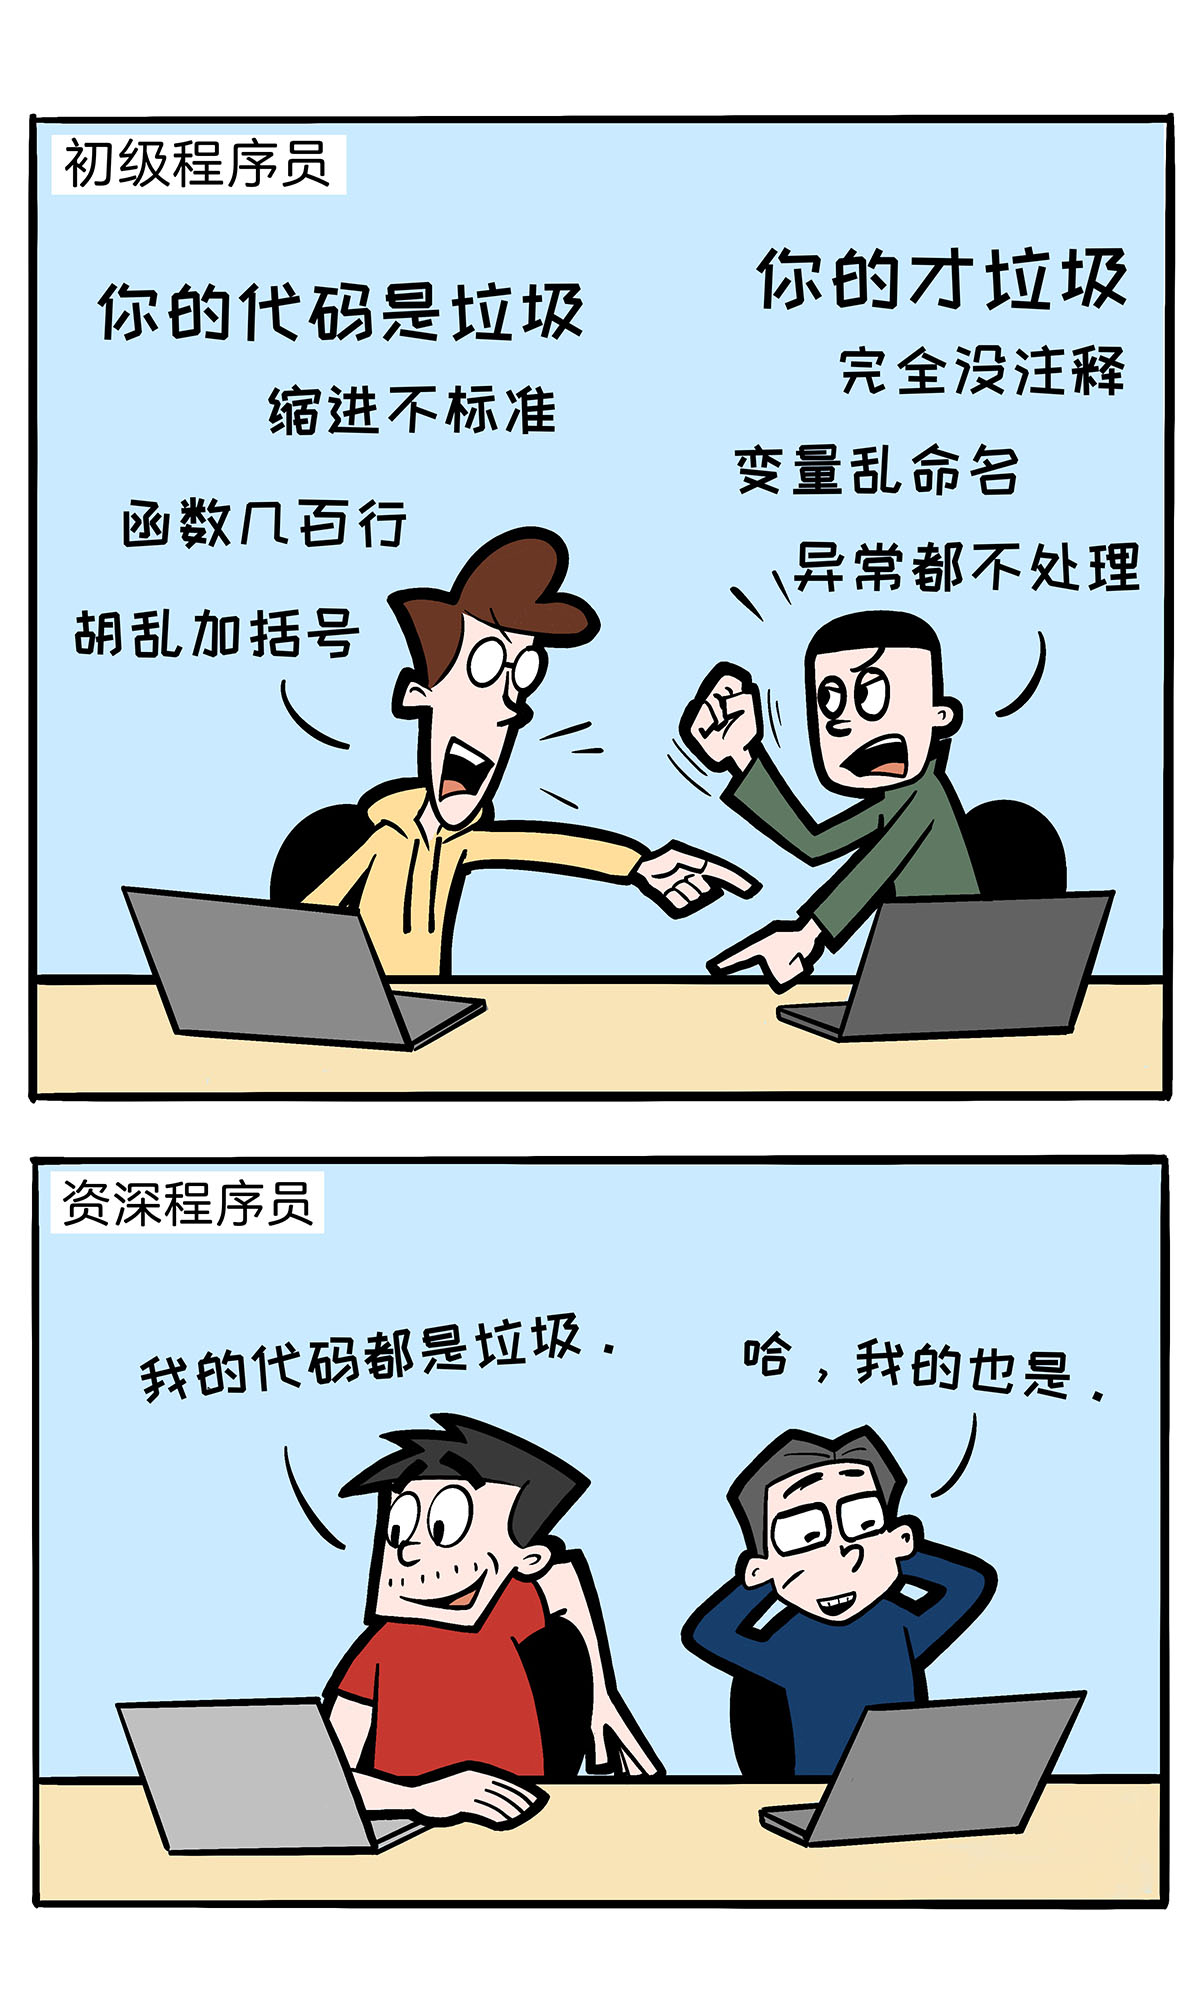 初级程序员
你的代码是垃圾
缩进不标准
函数几百行
胡乱加括号
你的才垃圾
完全没注释
变量乱命名
异常都不处理
资深程序员
我的代码都是垃圾.
哈,我的也是.